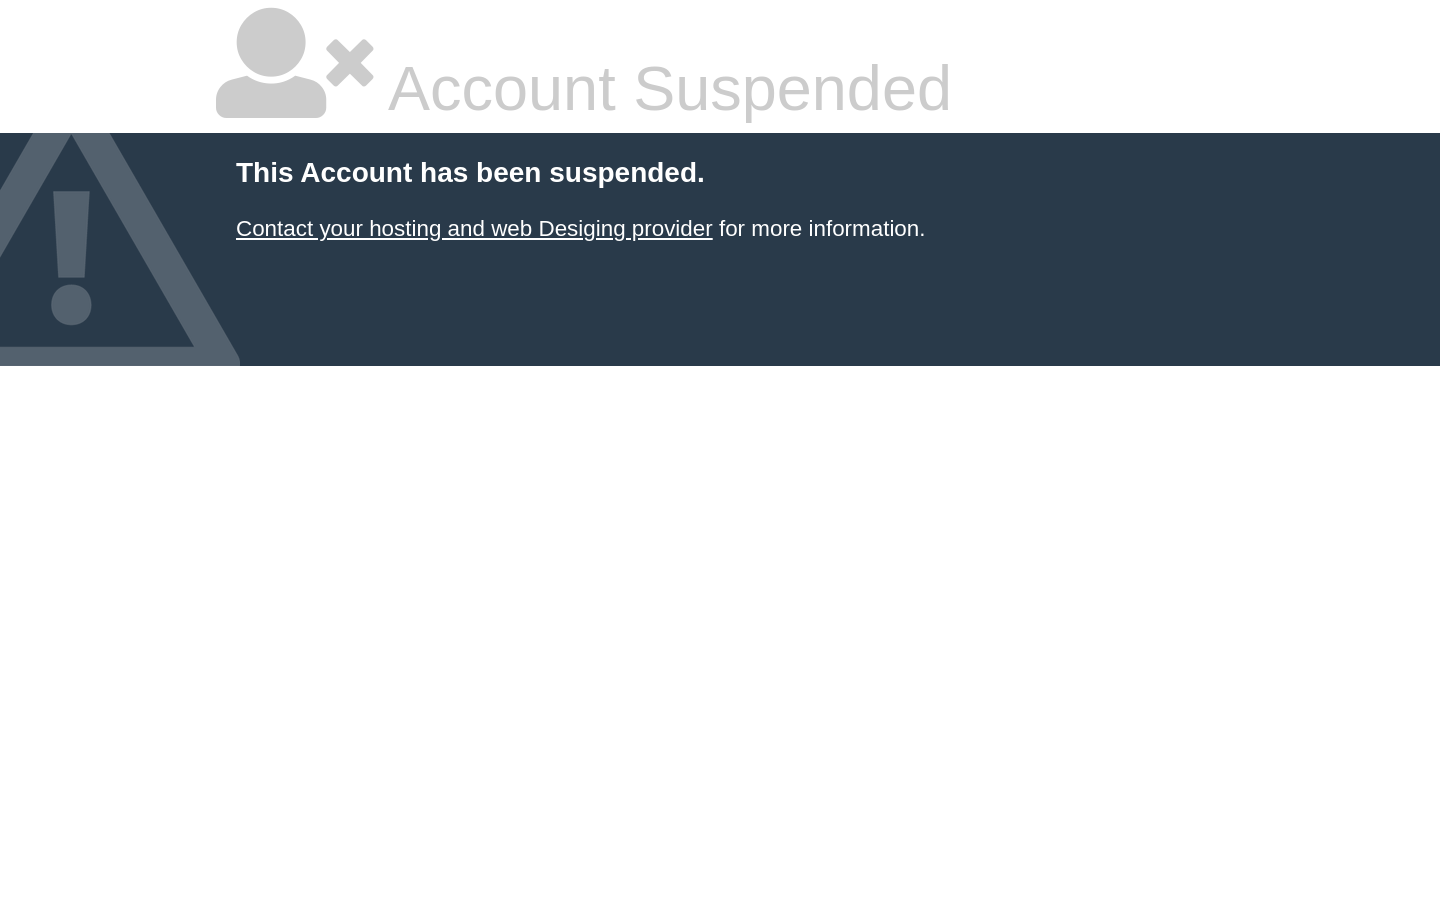 Account Suspended
This Account has been suspended.
Contact your hosting and web Desiging provider for more information.